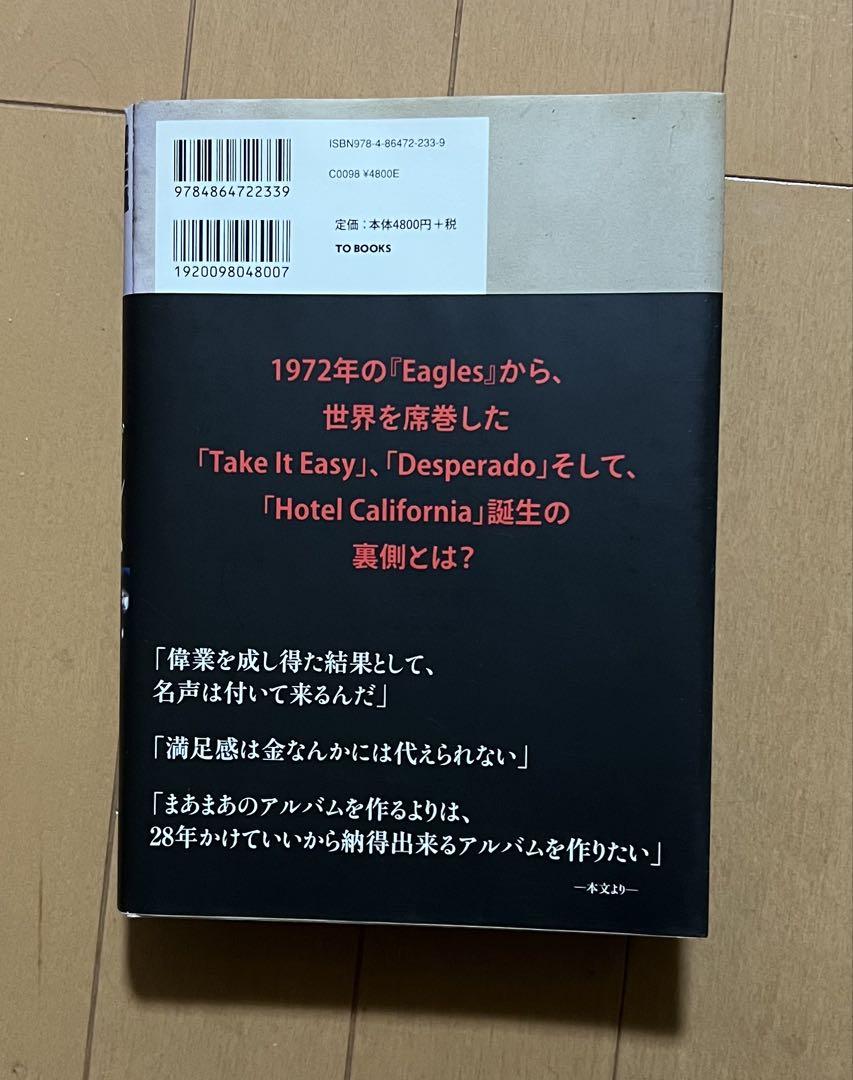 ISBN978-4-86472-233-9
C0098 ¥4800E
9784864722339
定価：本体4800円＋税
TO BOOKS
1920098048007
1972年の『Eagles』から、
世界を席巻した
「Take It Easy」、「Desperado」そして、
「Hotel California」誕生の
裏側とは？
「偉業を成し得た結果として、
名声は付いて来るんだ」
「満足感は金なんかには代えられない」
「まあまあのアルバムを作るよりは、
28年かけていいから納得出来るアルバムを作りたい」
―本文より―